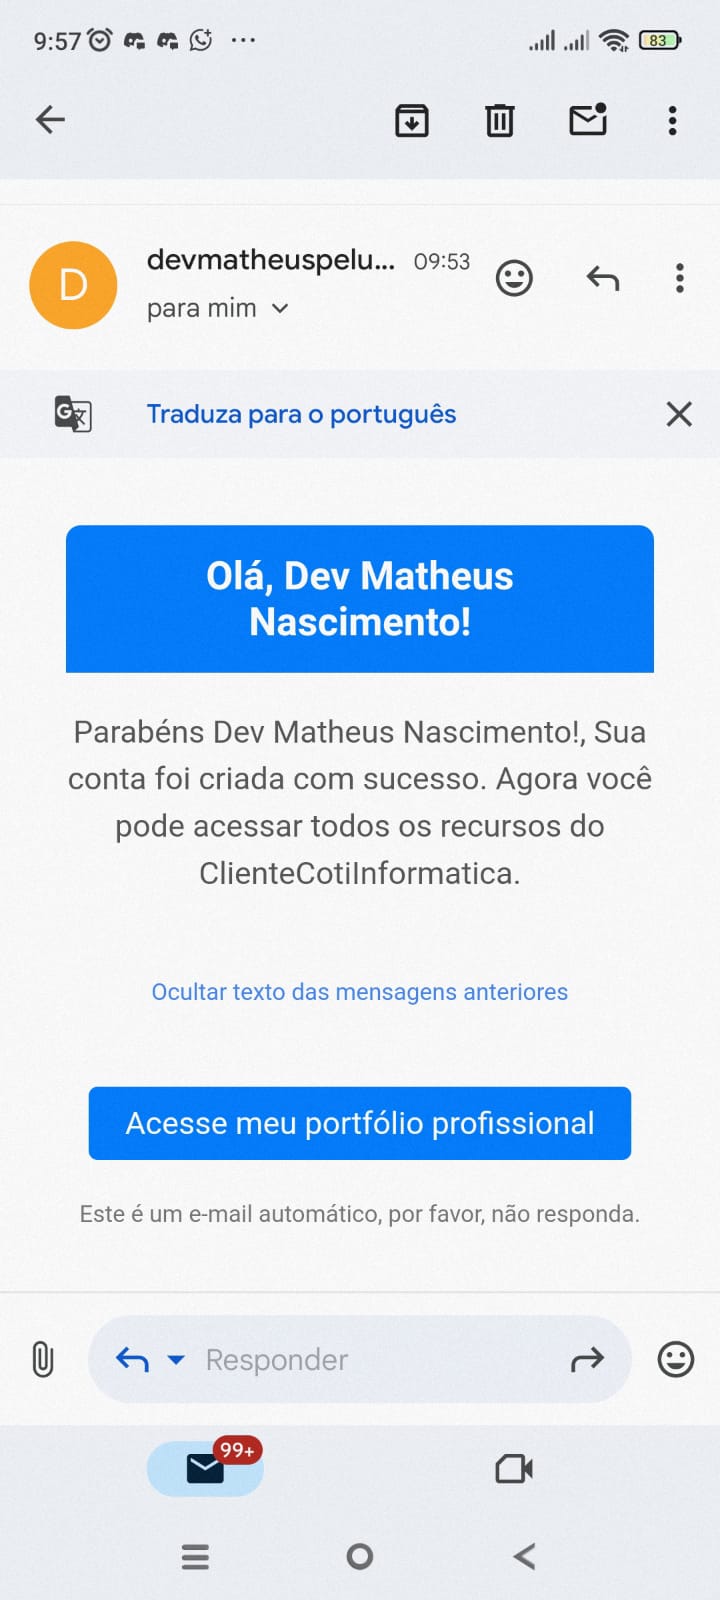 9:57
83
D
devmatheuspelu... 09:53
para mim
Traduza para o português
Olá, Dev Matheus
Nascimento!
Parabéns Dev Matheus Nascimento!, Sua
conta foi criada com sucesso. Agora você
pode acessar todos os recursos do
ClienteCotiInformatica.
Ocultar texto das mensagens anteriores
Acesse meu portfólio profissional
Este é um e-mail automático, por favor, não responda.
Responder
99+